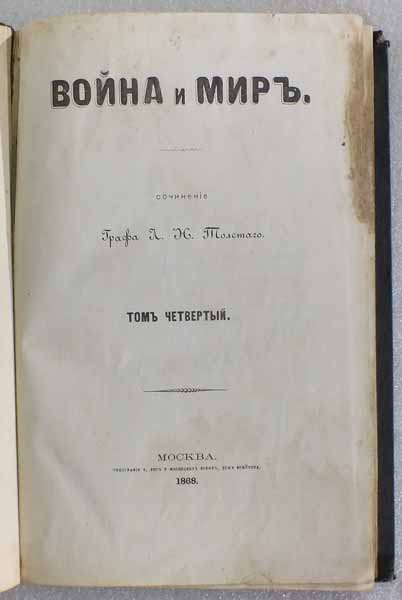 ВОЙНА и МИРЪ.
СОЧИНЕНІЕ
Графа Л. Н. Толстаго.
ТОМЪ ЧЕТВЕРТЫЙ.
МОСКВА.
1868.